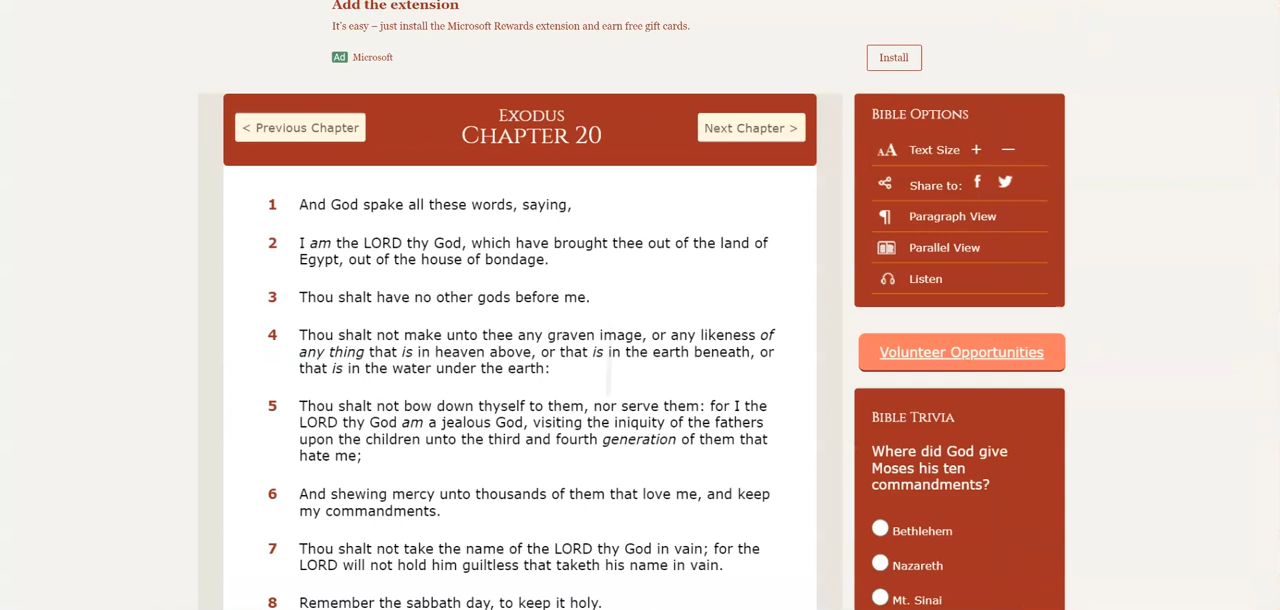 Add the extension
It's easy – just install the Microsoft Rewards extension and earn free gift cards.
Ad Microsoft
Install
< Previous Chapter
Exodus
Chapter 20
Next Chapter >
1 And God spake all these words, saying,
2 I am the LORD thy God, which have brought thee out of the land of
Egypt, out of the house of bondage.
3 Thou shalt have no other gods before me.
4 Thou shalt not make unto thee any graven image, or any likeness of
any thing that is in heaven above, or that is in the earth beneath, or
that is in the water under the earth:
5 Thou shalt not bow down thyself to them, nor serve them: for I the
LORD thy God am a jealous God, visiting the iniquity of the fathers
upon the children unto the third and fourth generation of them that
hate me;
6 And shewing mercy unto thousands of them that love me, and keep
my commandments.
7 Thou shalt not take the name of the LORD thy God in vain; for the
LORD will not hold him guiltless that taketh his name in vain.
8 Remember the sabbath day, to keep it holy.
Bible Options
AA Text Size + —
Share to:
Paragraph View
Parallel View
Listen
Volunteer Opportunities
Bible Trivia
Where did God give
Moses his ten
commandments?
Bethlehem
Nazareth
Mt. Sinai